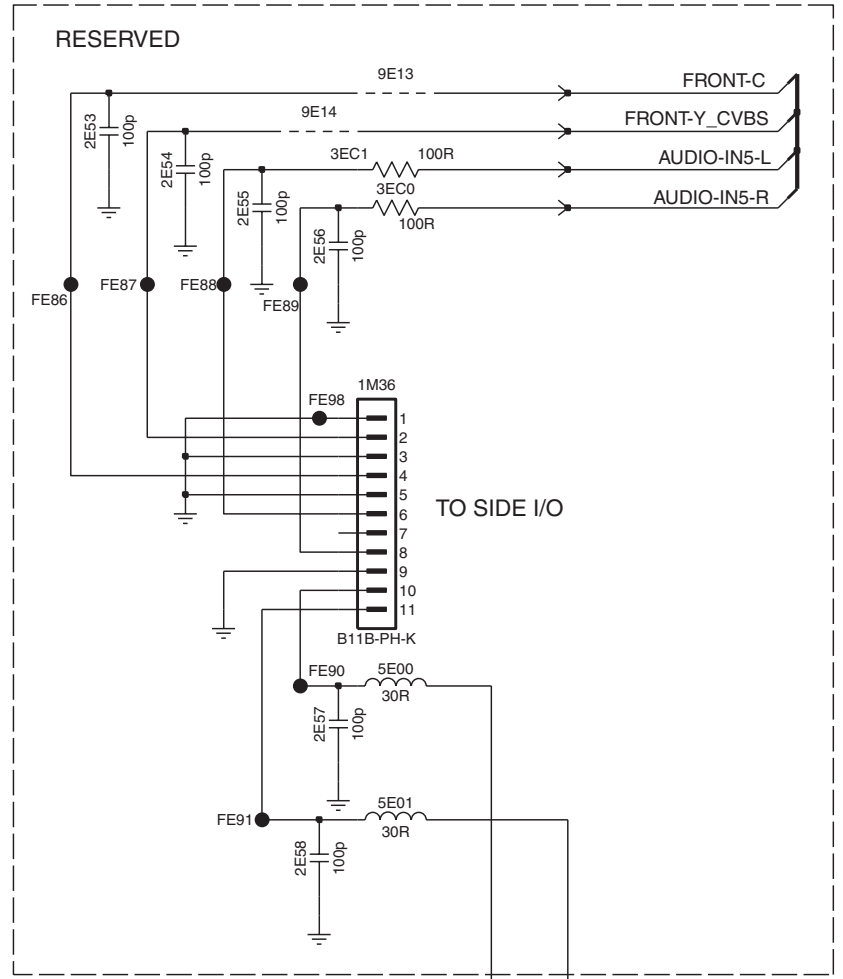 RESERVED
9E13
FRONT-C
2E53
100p
9E14
FRONT-Y_CVBS
2E54
100p
3EC1
100R
AUDIO-IN5-L
2E55
100p
3EC0
100R
AUDIO-IN5-R
2E56
100p
FE86
FE87
FE88
FE89
1M36
FE98
1
2
3
4
5
6
7
8
9
10
11
TO SIDE I/O
B11B-PH-K
FE90
5E00
30R
2E57
100p
FE91
5E01
30R
2E58
100p